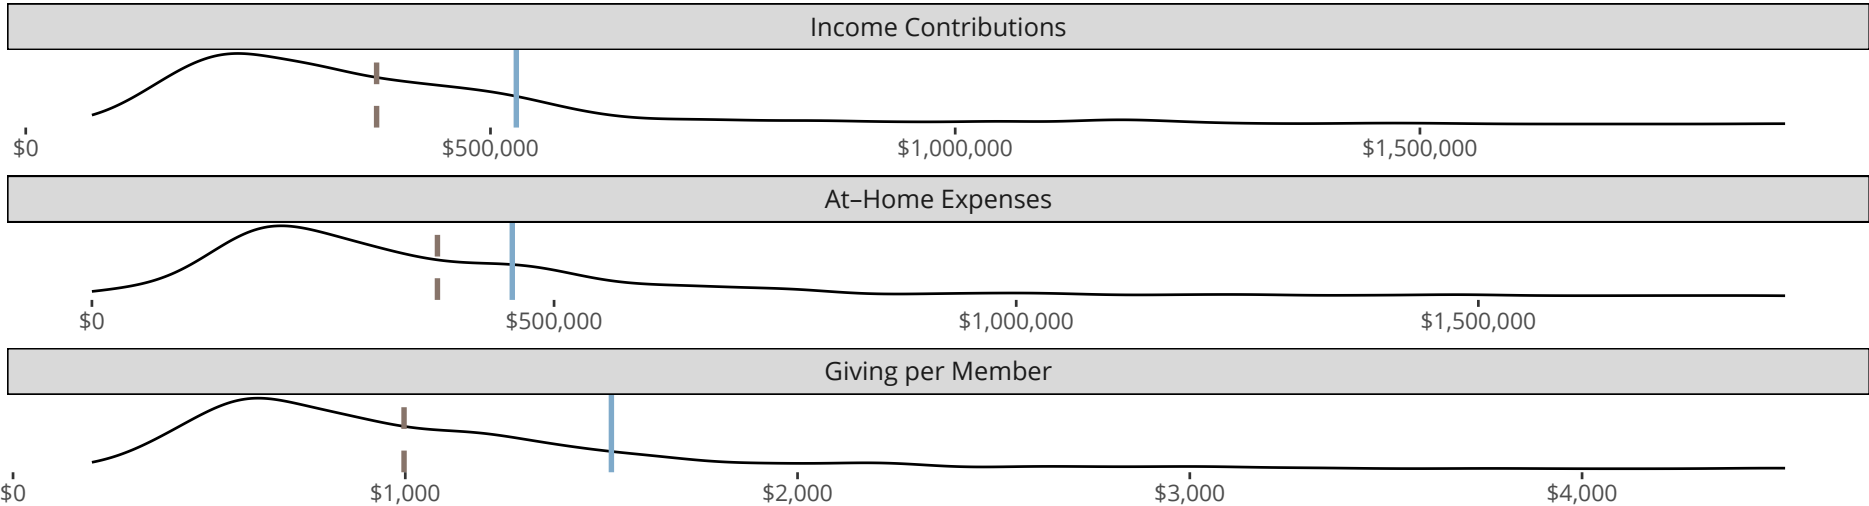 Income Contributions
$0 $500,000 $1,000,000 $1,500,000
At–Home Expenses
$0 $500,000 $1,000,000 $1,500,000
Giving per Member
$0 $1,000 $2,000 $3,000 $4,000